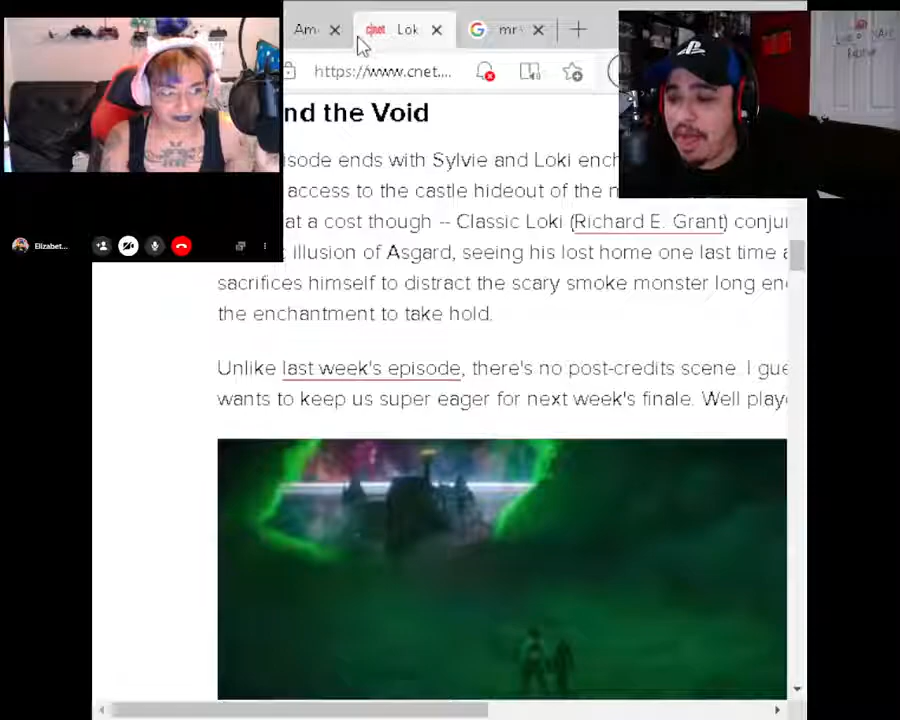 Am
cnet Lok
G mr
https://www.cnet....
nd the Void
isode ends with Sylvie and Loki ench
access to the castle hideout of the m
at a cost though -- Classic Loki (Richard E. Grant) conju
illusion of Asgard, seeing his lost home one last time a
sacrifices himself to distract the scary smoke monster long en
the enchantment to take hold.
Unlike last week's episode, there's no post-credits scene. I gue
wants to keep us super eager for next week's finale. Well play
Elizabet...